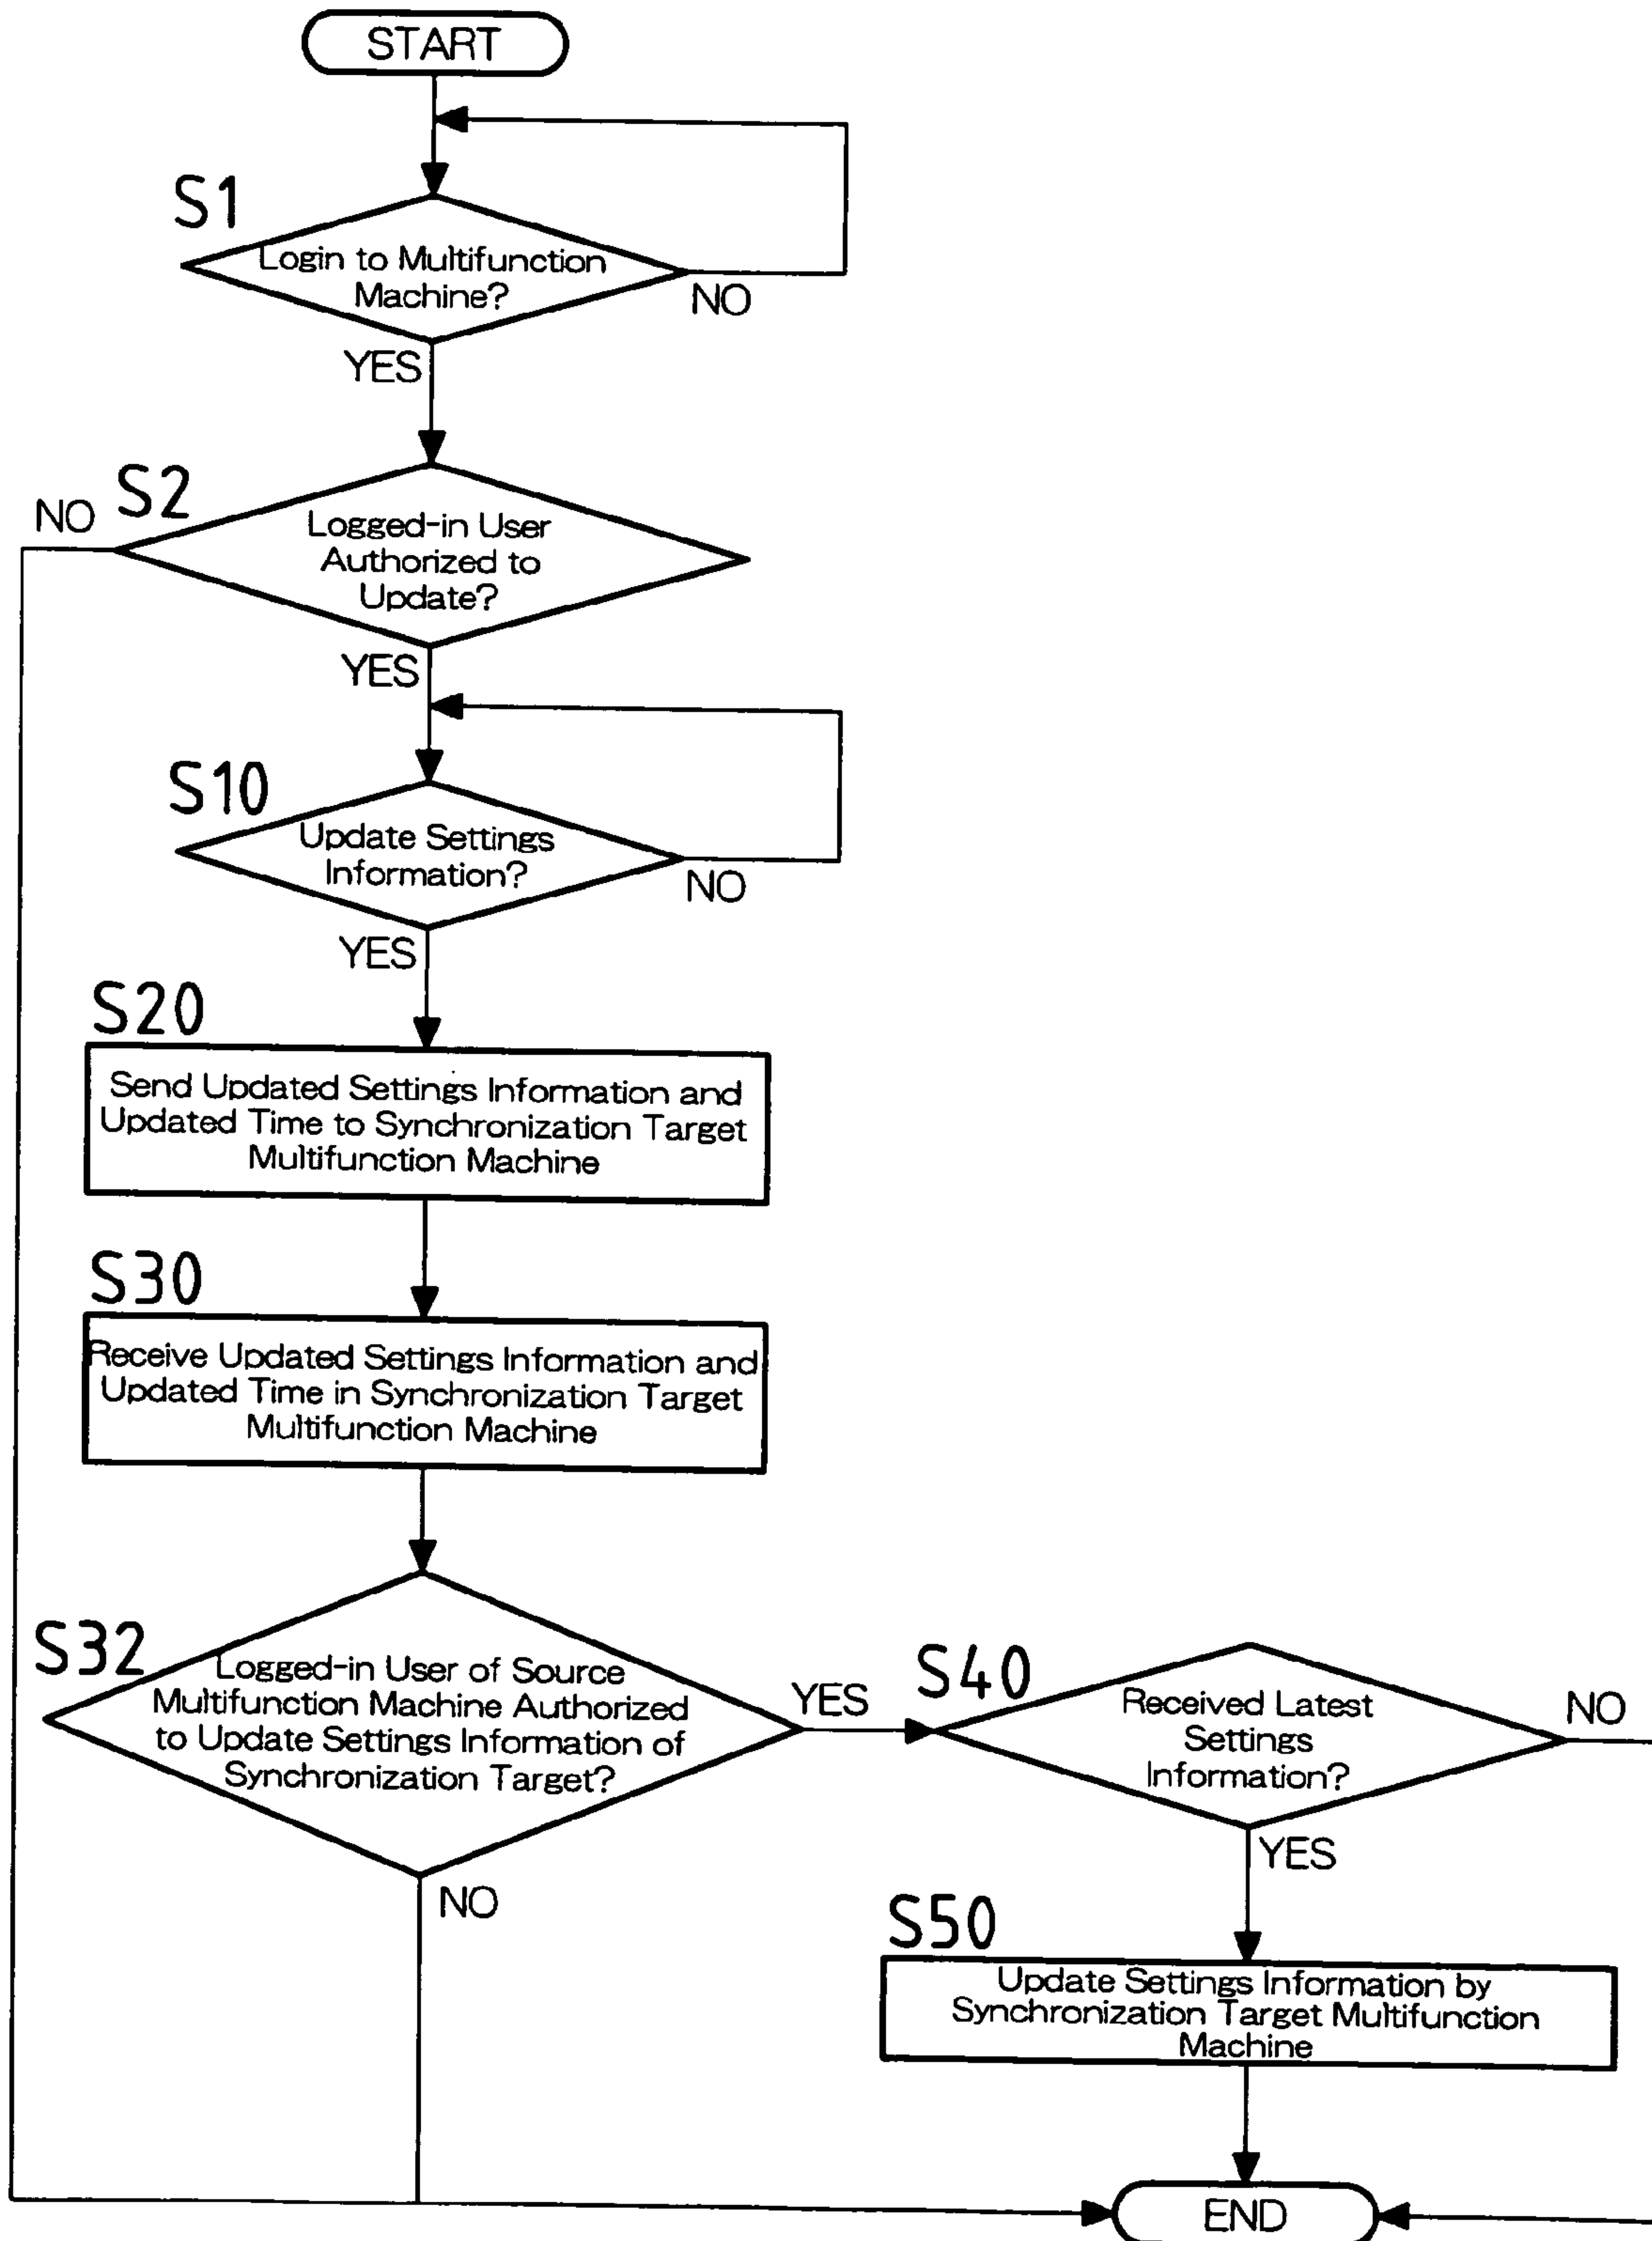 START
S1
Login to Multifunction
Machine?
NO
YES
S2
NO
Logged-in User
Authorized to
Update?
YES
S10
Update Settings
Information?
NO
YES
S20
Send Updated Settings Information and
Updated Time to Synchronization Target
Multifunction Machine
S30
Receive Updated Settings Information and
Updated Time in Synchronization Target
Multifunction Machine
S32
Logged-in User of Source
Multifunction Machine Authorized
to Update Settings Information of
Synchronization Target?
YES
NO
S40
Received Latest
Settings
Information?
NO
YES
S50
Update Settings Information by
Synchronization Target Multifunction
Machine
END